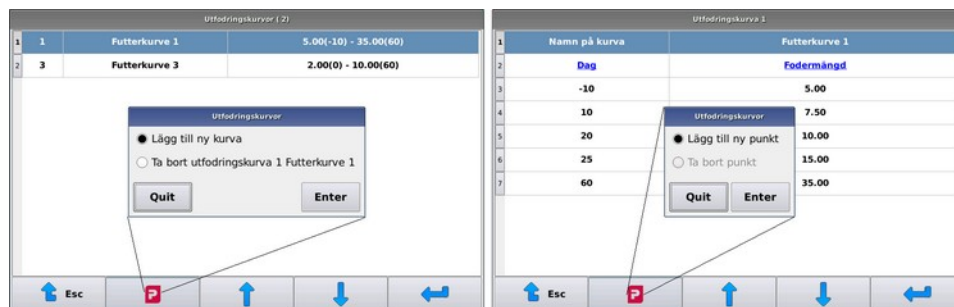 Utfodringskurvor ( 2)
1 1 Futterkurve 1 5.00(-10) - 35.00(60)
2 3 Futterkurve 3 2.00(0) - 10.00(60)
Utfodringskurvor
Lägg till ny kurva
Ta bort utfodringskurva 1 Futterkurve 1
Quit Enter
Esc P
Utfodringskurva 1
1 Namn på kurva Futterkurve 1
2 Dag Fodermängd
3 -10 5.00
4 10 7.50
5 20 10.00
6 25 15.00
7 60 35.00
Utfodringskurvor
Lägg till ny punkt
Ta bort punkt
Quit Enter
Esc P